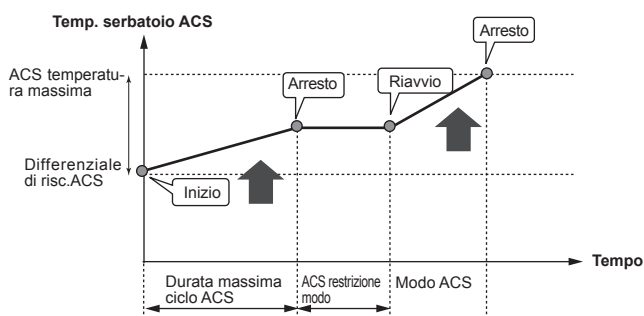 Temp. serbatoio ACS
Arresto
ACS temperatu-
ra massima
Arresto
Riavvio
Differenziale
di risc.ACS
Inizio
Tempo
Durata massima
ciclo ACS
ACS restrizione
modo
Modo ACS